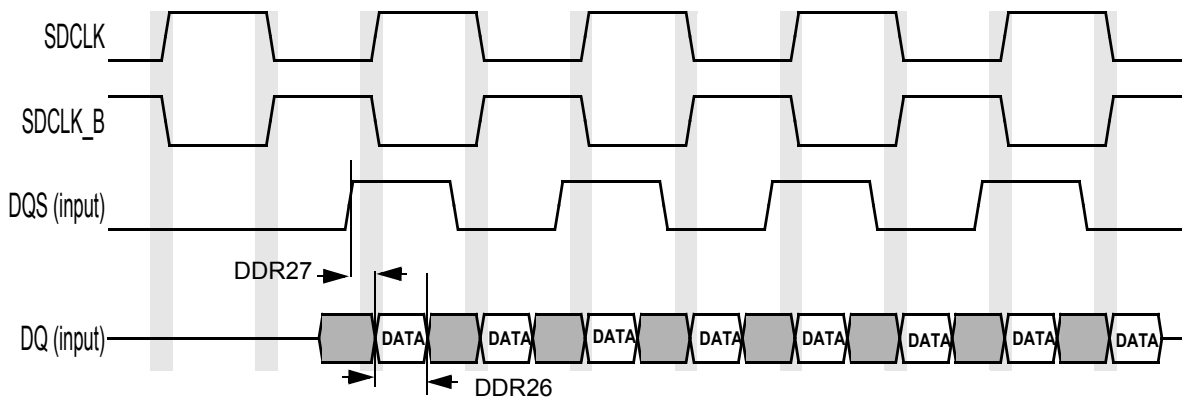 SDCLK
SDCLK_B
DQS (input)
DDR27
DQ (input)
DATA DATA DATA DATA DATA DATA DATA DATA
DDR26